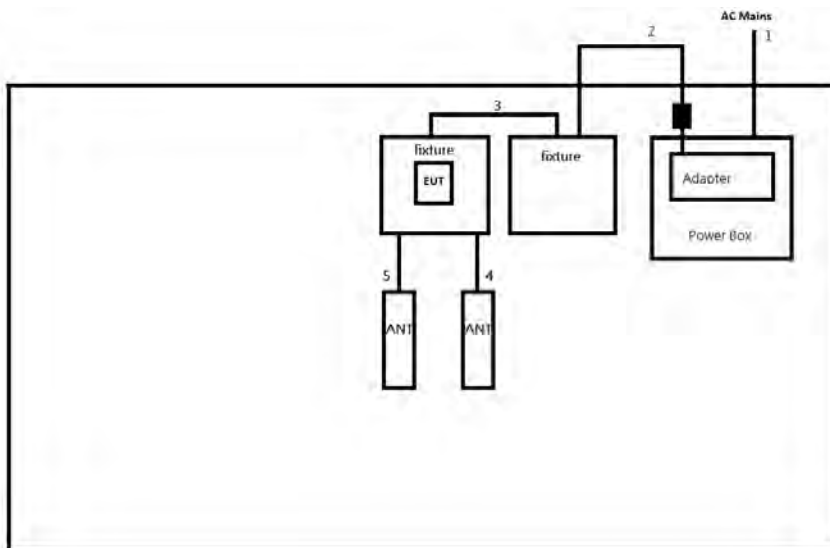 AC Mains
1
2
3
fixture
EUT
fixture
Adapter
Power Box
5
4
ANT
ANT